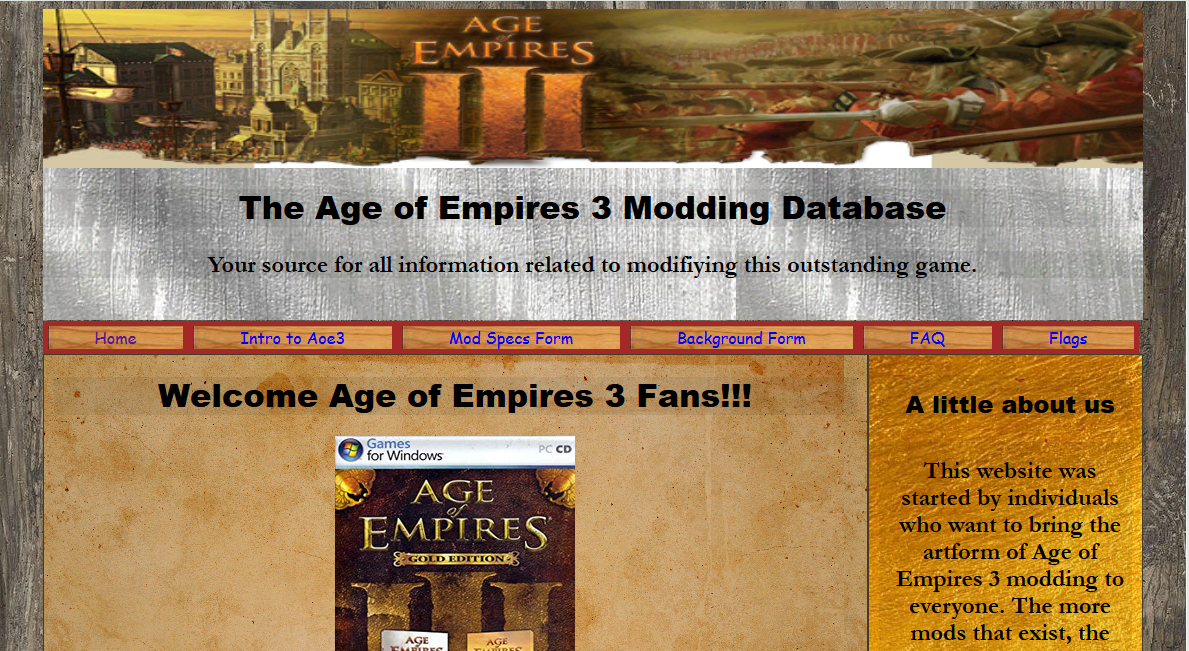 AGE
of
EMPIRES
III
The Age of Empires 3 Modding Database
Your source for all information related to modifiying this outstanding game.
Home Intro to Aoe3 Mod Specs Form Background Form FAQ Flags
Welcome Age of Empires 3 Fans!!!
Games
for Windows
PC CD
AGE
of
EMPIRES
GOLD EDITION
III
AGE
EMPIRES
AGE
EMPIRES
A little about us
This website was
started by individuals
who want to bring the
artform of Age of
Empires 3 modding to
everyone. The more
mods that exist, the